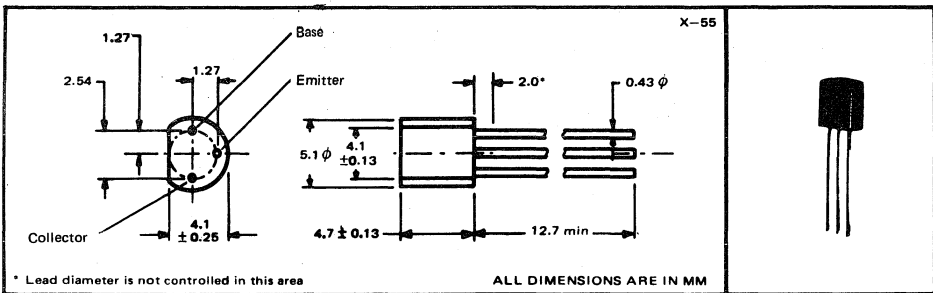 X–55
1.27
Base
2.54
1.27
Emitter
2.0*
0.43 ϕ
5.1 ϕ
4.1
±0.13
Collector
4.1
± 0.25
4.7 ± 0.13
12.7 min
* Lead diameter is not controlled in this area
ALL DIMENSIONS ARE IN MM